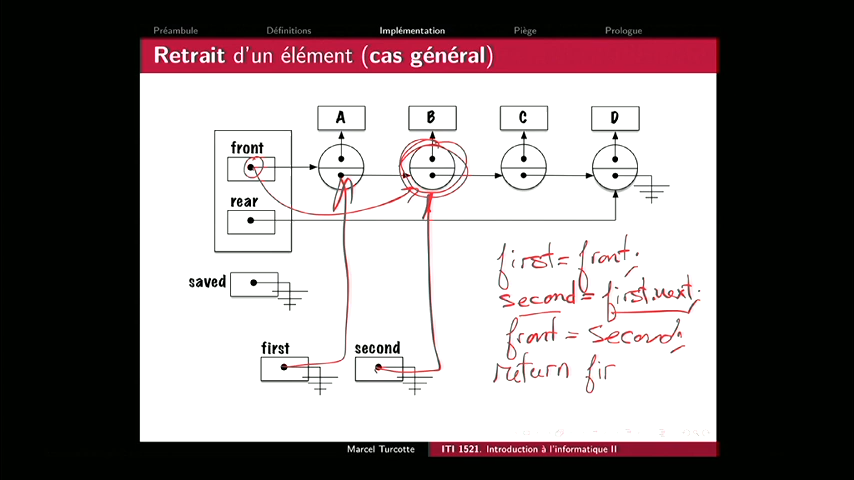 Préambule Définitions Implémentation Piège Prologue
Retrait d'un élément (cas général)
A B C D
front
rear
saved
first second
first = front;
second = first.next;
front = second;
return fir
Marcel Turcotte ITI 1521. Introduction à l'informatique II